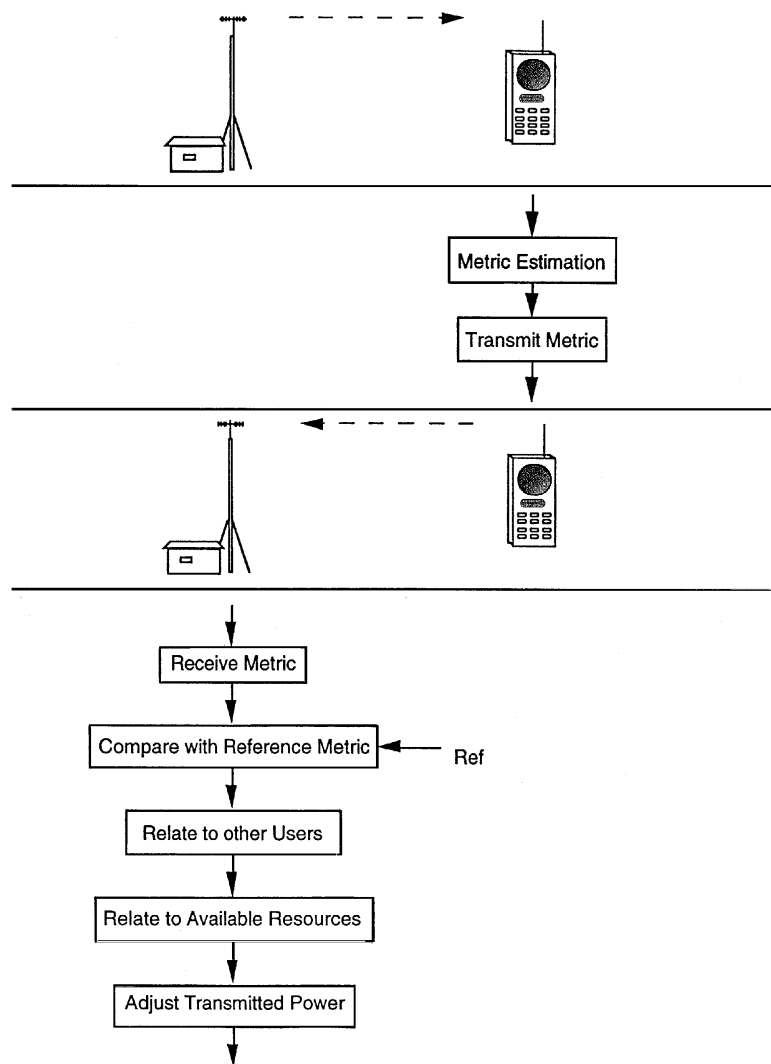 Metric Estimation
Transmit Metric
Receive Metric
Compare with Reference Metric
Ref
Relate to other Users
Relate to Available Resources
Adjust Transmitted Power